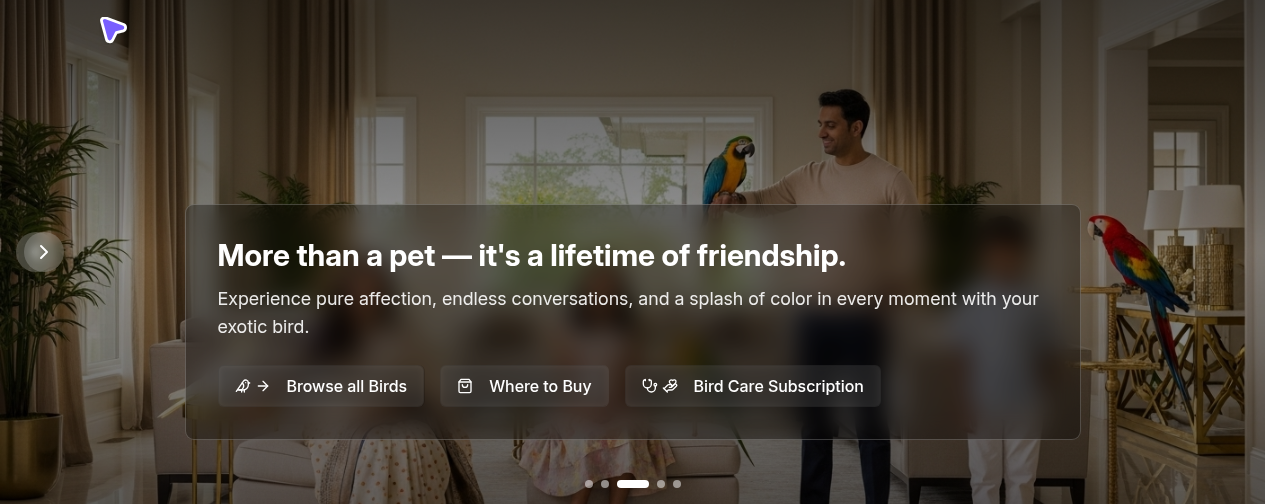 More than a pet — it's a lifetime of friendship.
Experience pure affection, endless conversations, and a splash of color in every moment with your
exotic bird.
Browse all Birds
Where to Buy
Bird Care Subscription